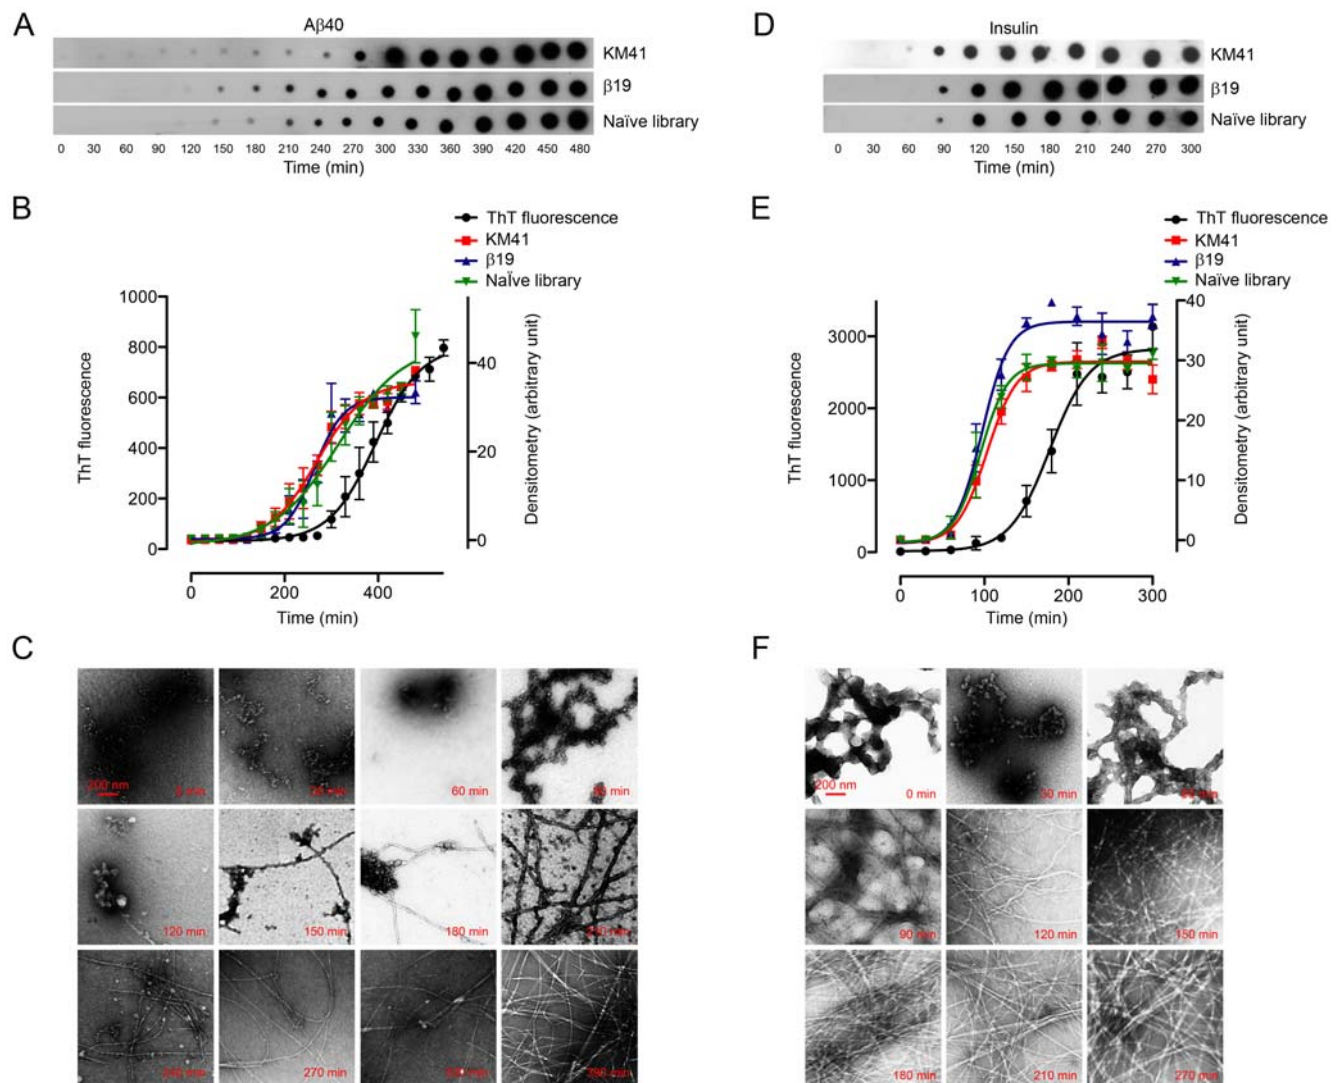 A
Aβ40
KM41
β19
Naïve library
0 30 60 90 120 150 180 210 240 270 300 330 360 390 420 450 480
Time (min)
B
ThT fluorescence
KM41
β19
Naïve library
1000
800
600
400
200
0
ThT fluorescence
40
20
0
Densitometry (arbitrary unit)
0 200 400
Time (min)
C
200 nm
0 min
60 min
120 min
150 min
180 min
270 min
D
Insulin
KM41
β19
Naïve library
0 30 60 90 120 150 180 210 240 270 300
Time (min)
E
ThT fluorescence
KM41
β19
Naïve library
3000
2000
1000
0
ThT fluorescence
40
30
20
10
0
Densitometry (arbitrary unit)
0 100 200 300
Time (min)
F
200 nm
0 min
30 min
90 min
120 min
150 min
180 min
210 min
270 min